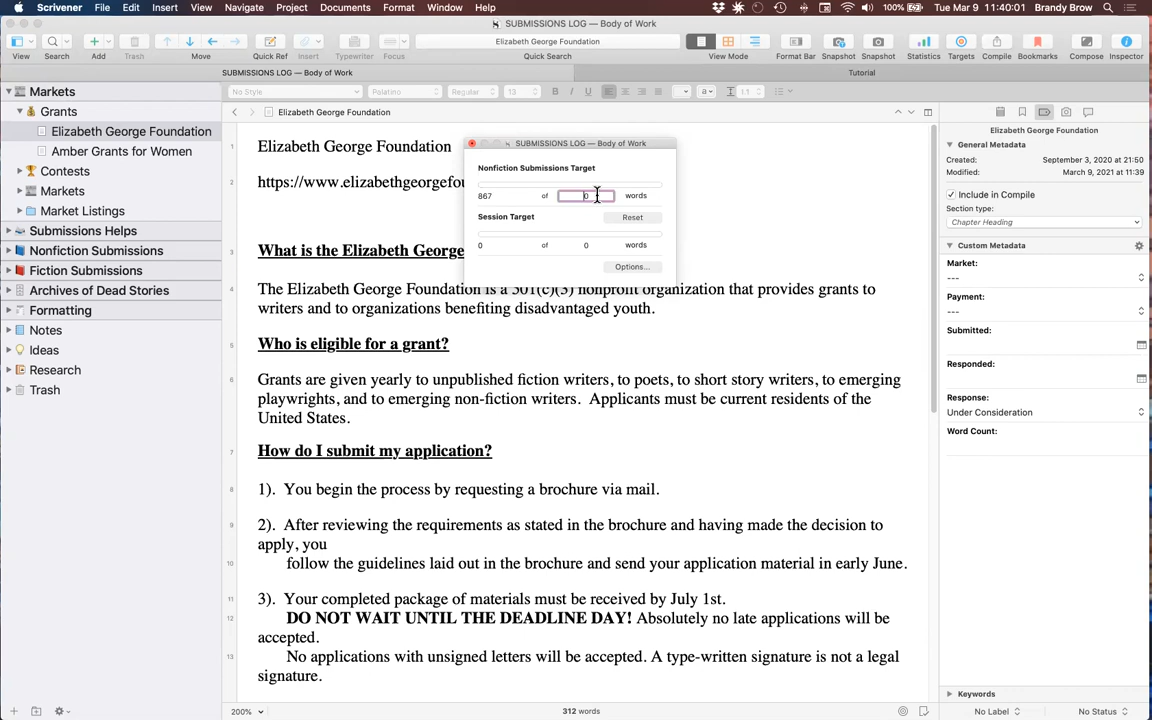 Scrivener File Edit Insert View Navigate Project Documents Format Window Help 100% Tue Mar 9 11:40:01 Brandy Brow
SUBMISSIONS LOG — Body of Work
View Search Add Trash Move Quick Ref Insert Typewriter Focus Elizabeth George Foundation Quick Search View Mode Format Bar Snapshot Snapshot Statistics Targets Compile Bookmarks Compose Inspector
SUBMISSIONS LOG — Body of Work Tutorial
No Style Palatino Regular 13 B I U a 1.1
Markets
Grants
Elizabeth George Foundation
Amber Grants for Women
Contests
Markets
Market Listings
Submissions Helps
Nonfiction Submissions
Fiction Submissions
Archives of Dead Stories
Formatting
Notes
Ideas
Research
Trash
Elizabeth George Foundation
1 Elizabeth George Foundation
2 https://www.elizabethgeorgefou
3 What is the Elizabeth George
4 The Elizabeth George Foundation is a 501(c)(3) nonprofit organization that provides grants to
writers and to organizations benefiting disadvantaged youth.
5 Who is eligible for a grant?
6 Grants are given yearly to unpublished fiction writers, to poets, to short story writers, to emerging
playwrights, and to emerging non-fiction writers. Applicants must be current residents of the
United States.
7 How do I submit my application?
8 1). You begin the process by requesting a brochure via mail.
9 2). After reviewing the requirements as stated in the brochure and having made the decision to
apply, you
10 follow the guidelines laid out in the brochure and send your application material in early June.
11 3). Your completed package of materials must be received by July 1st.
12 DO NOT WAIT UNTIL THE DEADLINE DAY! Absolutely no late applications will be
accepted.
13 No applications with unsigned letters will be accepted. A type-written signature is not a legal
signature.
SUBMISSIONS LOG — Body of Work
Nonfiction Submissions Target
867 of 0 words
Session Target Reset
0 of 0 words
Options...
Elizabeth George Foundation
General Metadata
Created: September 3, 2020 at 21:50
Modified: March 9, 2021 at 11:39
Include in Compile
Section type:
Chapter Heading
Custom Metadata
Market:
---
Payment:
---
Submitted:
Responded:
Response:
Under Consideration
Word Count:
Keywords
200% 312 words No Label No Status